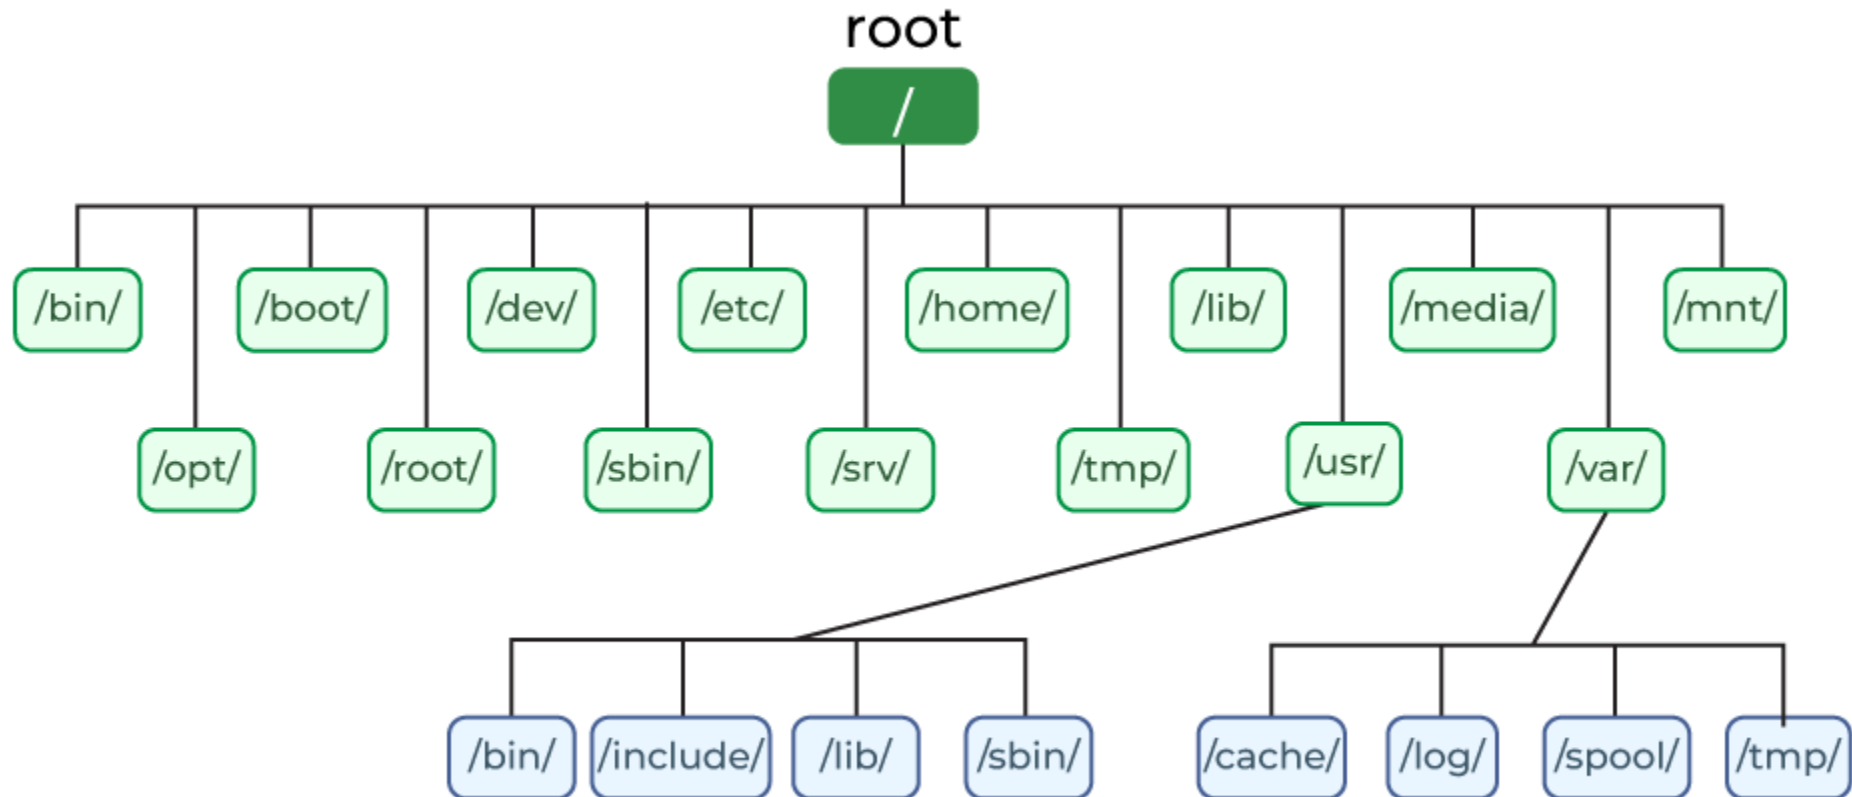 root
/
/bin/
/boot/
/dev/
/etc/
/home/
/lib/
/media/
/mnt/
/opt/
/root/
/sbin/
/srv/
/tmp/
/usr/
/var/
/bin/
/include/
/lib/
/sbin/
/cache/
/log/
/spool/
/tmp/